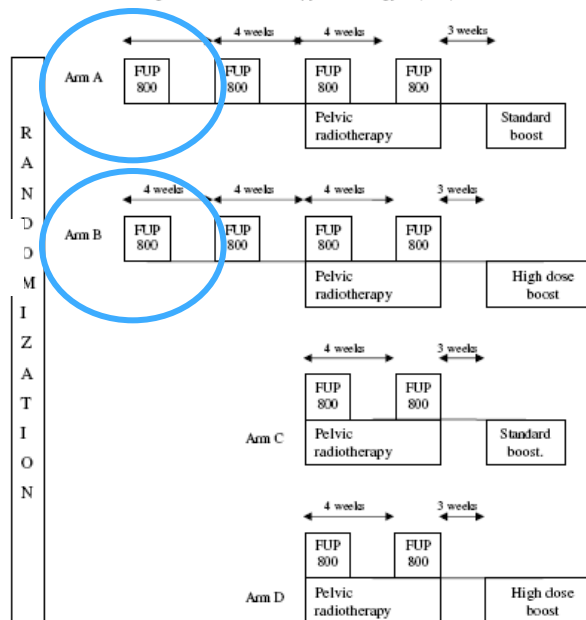 4 weeks
4 weeks
3 weeks
Arm A
FUP
800
FUP
800
FUP
800
FUP
800
Pelvic
radiotherapy
Standard
boost
4 weeks
4 weeks
4 weeks
3 weeks
Arm B
FUP
800
FUP
800
FUP
800
FUP
800
Pelvic
radiotherapy
High dose
boost
4 weeks
3 weeks
FUP
800
FUP
800
Arm C
Pelvic
radiotherapy
Standard
boost.
4 weeks
3 weeks
FUP
800
FUP
800
Arm D
Pelvic
radiotherapy
High dose
boost
R
A
N
D
O
M
I
Z
A
T
I
O
N